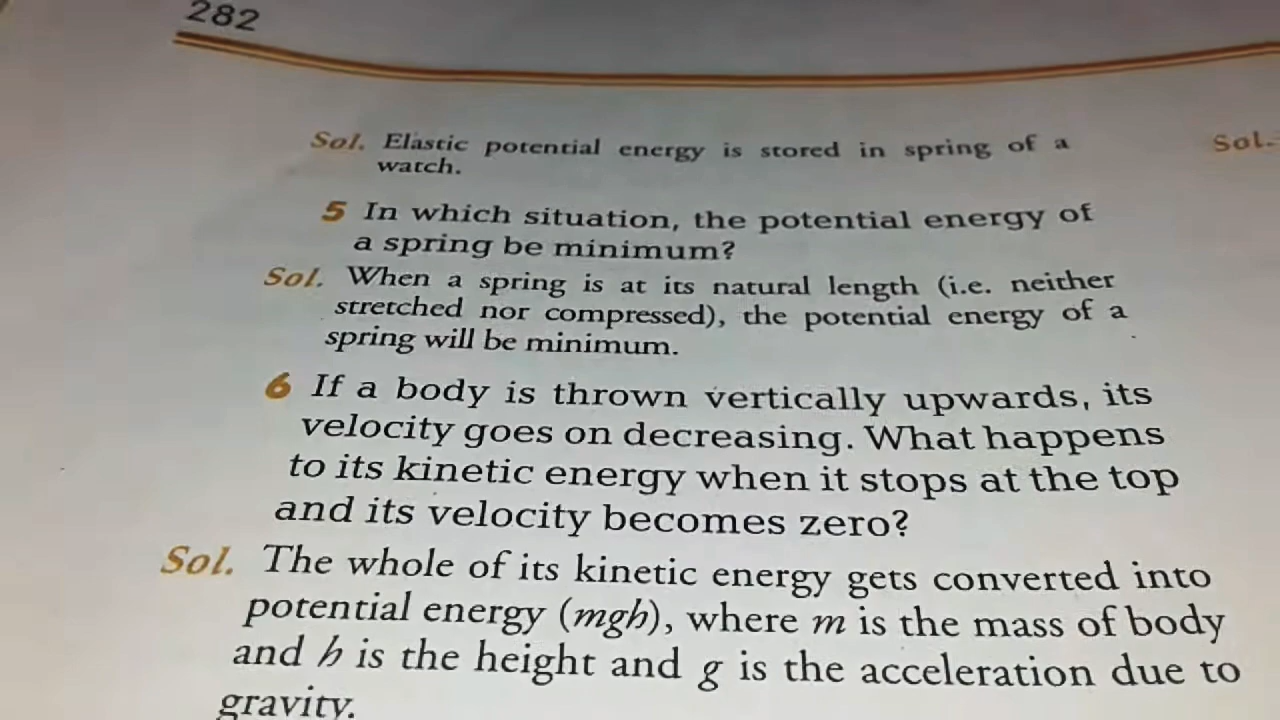 282
Sol. Elastic potential energy is stored in spring of a
watch.
Sol.
5 In which situation, the potential energy of
a spring be minimum?
Sol. When a spring is at its natural length (i.e. neither
stretched nor compressed), the potential energy of a
spring will be minimum.
6 If a body is thrown vertically upwards, its
velocity goes on decreasing. What happens
to its kinetic energy when it stops at the top
and its velocity becomes zero?
Sol. The whole of its kinetic energy gets converted into
potential energy (mgh), where m is the mass of body
and h is the height and g is the acceleration due to
gravity.